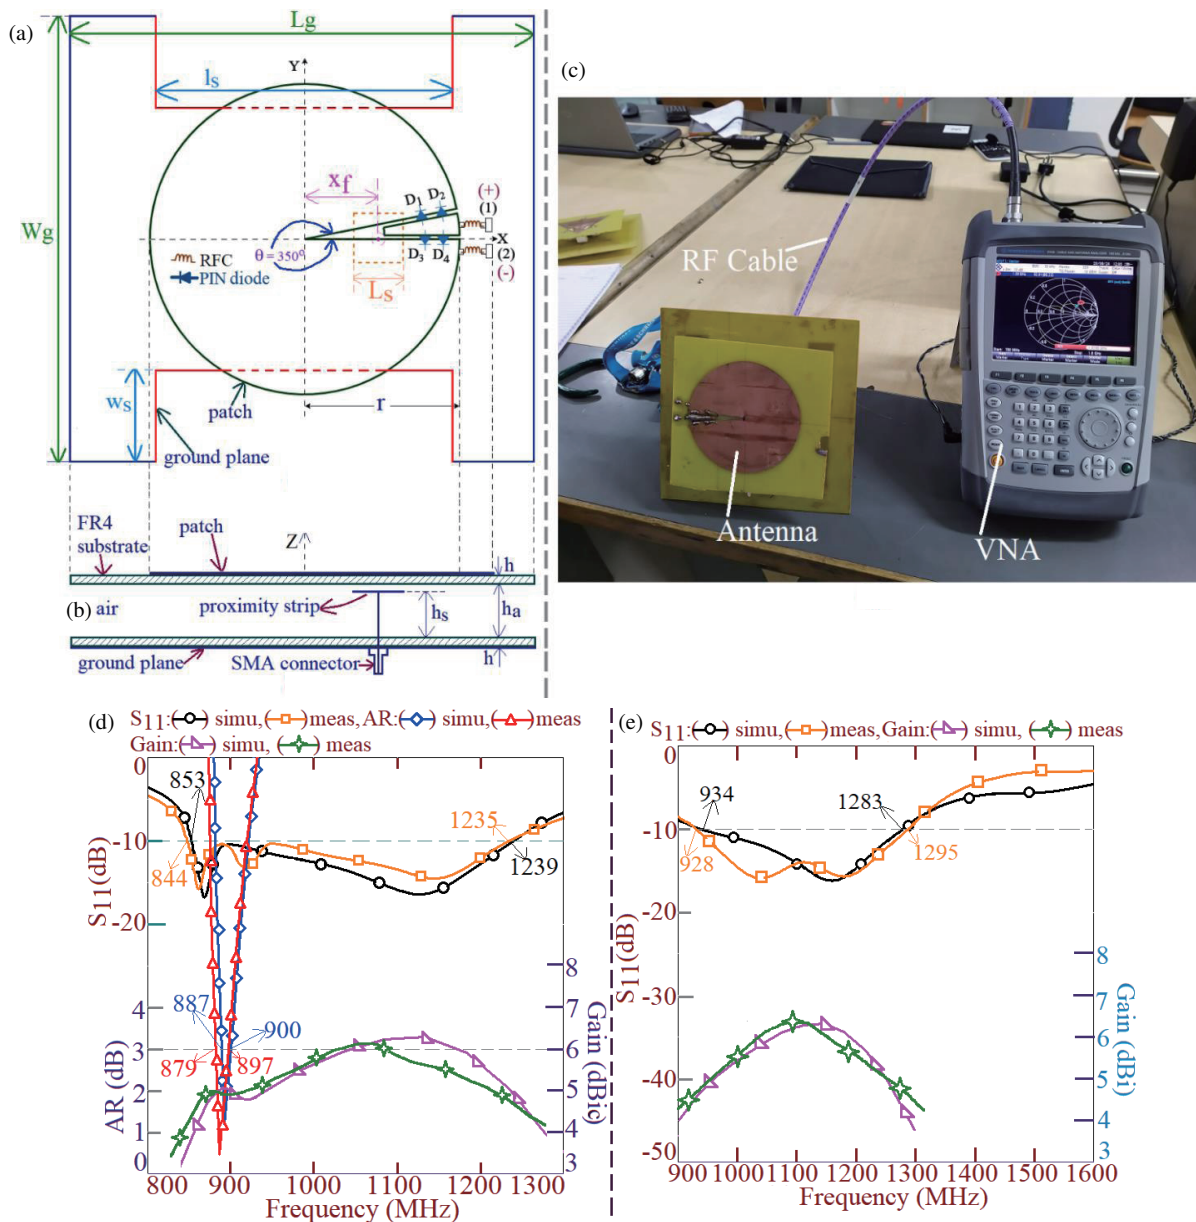 (a)
Lg
ls
Y
Wg
xf
D1 D2
(+)
(1)
X
D3 D4
(2)
(-)
θ = 350°
RFC
PIN diode
Ls
ws
patch
r
ground plane
FR4
substrate
patch
Z
h
(b) air
proximity strip
hs
ha
ground plane
SMA connector
h
(c)
RF Cable
Antenna
VNA
(d)
S11:( ) simu,( )meas, AR:( ) simu,( )meas
Gain:( ) simu, ( ) meas
0
853
1235
-10
844
1239
S11(dB)
-20
8
4
887
900
7
3
879
897
6
AR (dB)
2
5
Gain (dBic)
1
4
0
3
800 900 1000 1100 1200 1300
Frequency (MHz)
(e)
S11:( ) simu,( )meas,Gain:( ) simu, ( ) meas
0
934
1283
-10
928
1295
-20
S11(dB)
8
-30
7
6
-40
5
Gain (dBi)
4
-50
3
900 1000 1100 1200 1300 1400 1500 1600
Frequency (MHz)